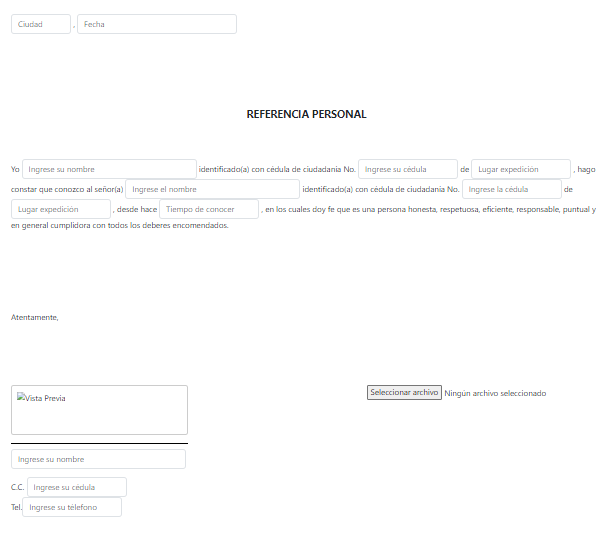 Ciudad , Fecha
REFERENCIA PERSONAL
Yo Ingrese su nombre identificado(a) con cédula de ciudadanía No. Ingrese su cédula de Lugar expedición , hago
constar que conozco al señor(a) Ingrese el nombre identificado(a) con cédula de ciudadanía No. Ingrese la cédula de
Lugar expedición , desde hace Tiempo de conocer , en los cuales doy fe que es una persona honesta, respetuosa, eficiente, responsable, puntual y
en general cumplidora con todos los deberes encomendados.
Atentamente,
Vista Previa
Seleccionar archivo Ningún archivo seleccionado
Ingrese su nombre
C.C. Ingrese su cédula
Tel. Ingrese su télefono